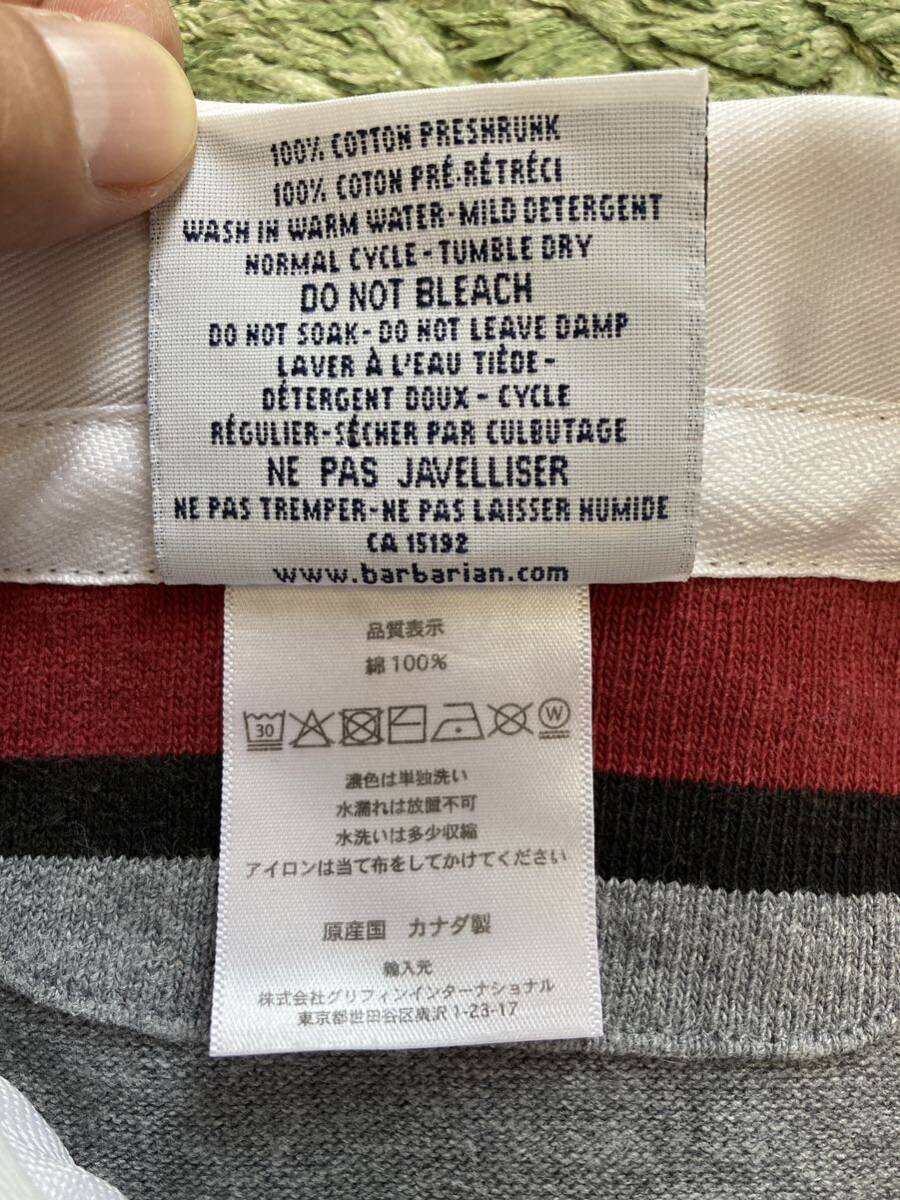 100% COTTON PRESHRUNK
100% COTON PRÉ-RÉTRÉCI
WASH IN WARM WATER-MILD DETERGENT
NORMAL CYCLE-TUMBLE DRY
DO NOT BLEACH
DO NOT SOAK-DO NOT LEAVE DAMP
LAVER À L'EAU TIÈDE-
DÉTERGENT DOUX - CYCLE
RÉGULIER-SÉCHER PAR CULBUTAGE
NE PAS JAVELLISER
NE PAS TREMPER-NE PAS LAISSER HUMIDE
CA 15192
www.barbarian.com
品質表示
綿100%
30 W
濃色は単独洗い
水濡れは放置不可
水洗いは多少収縮
アイロンは当て布をしてかけてください
原産国 カナダ製
輸入元
株式会社グリフィンインターナショナル
東京都世田谷区廣沢1-23-17